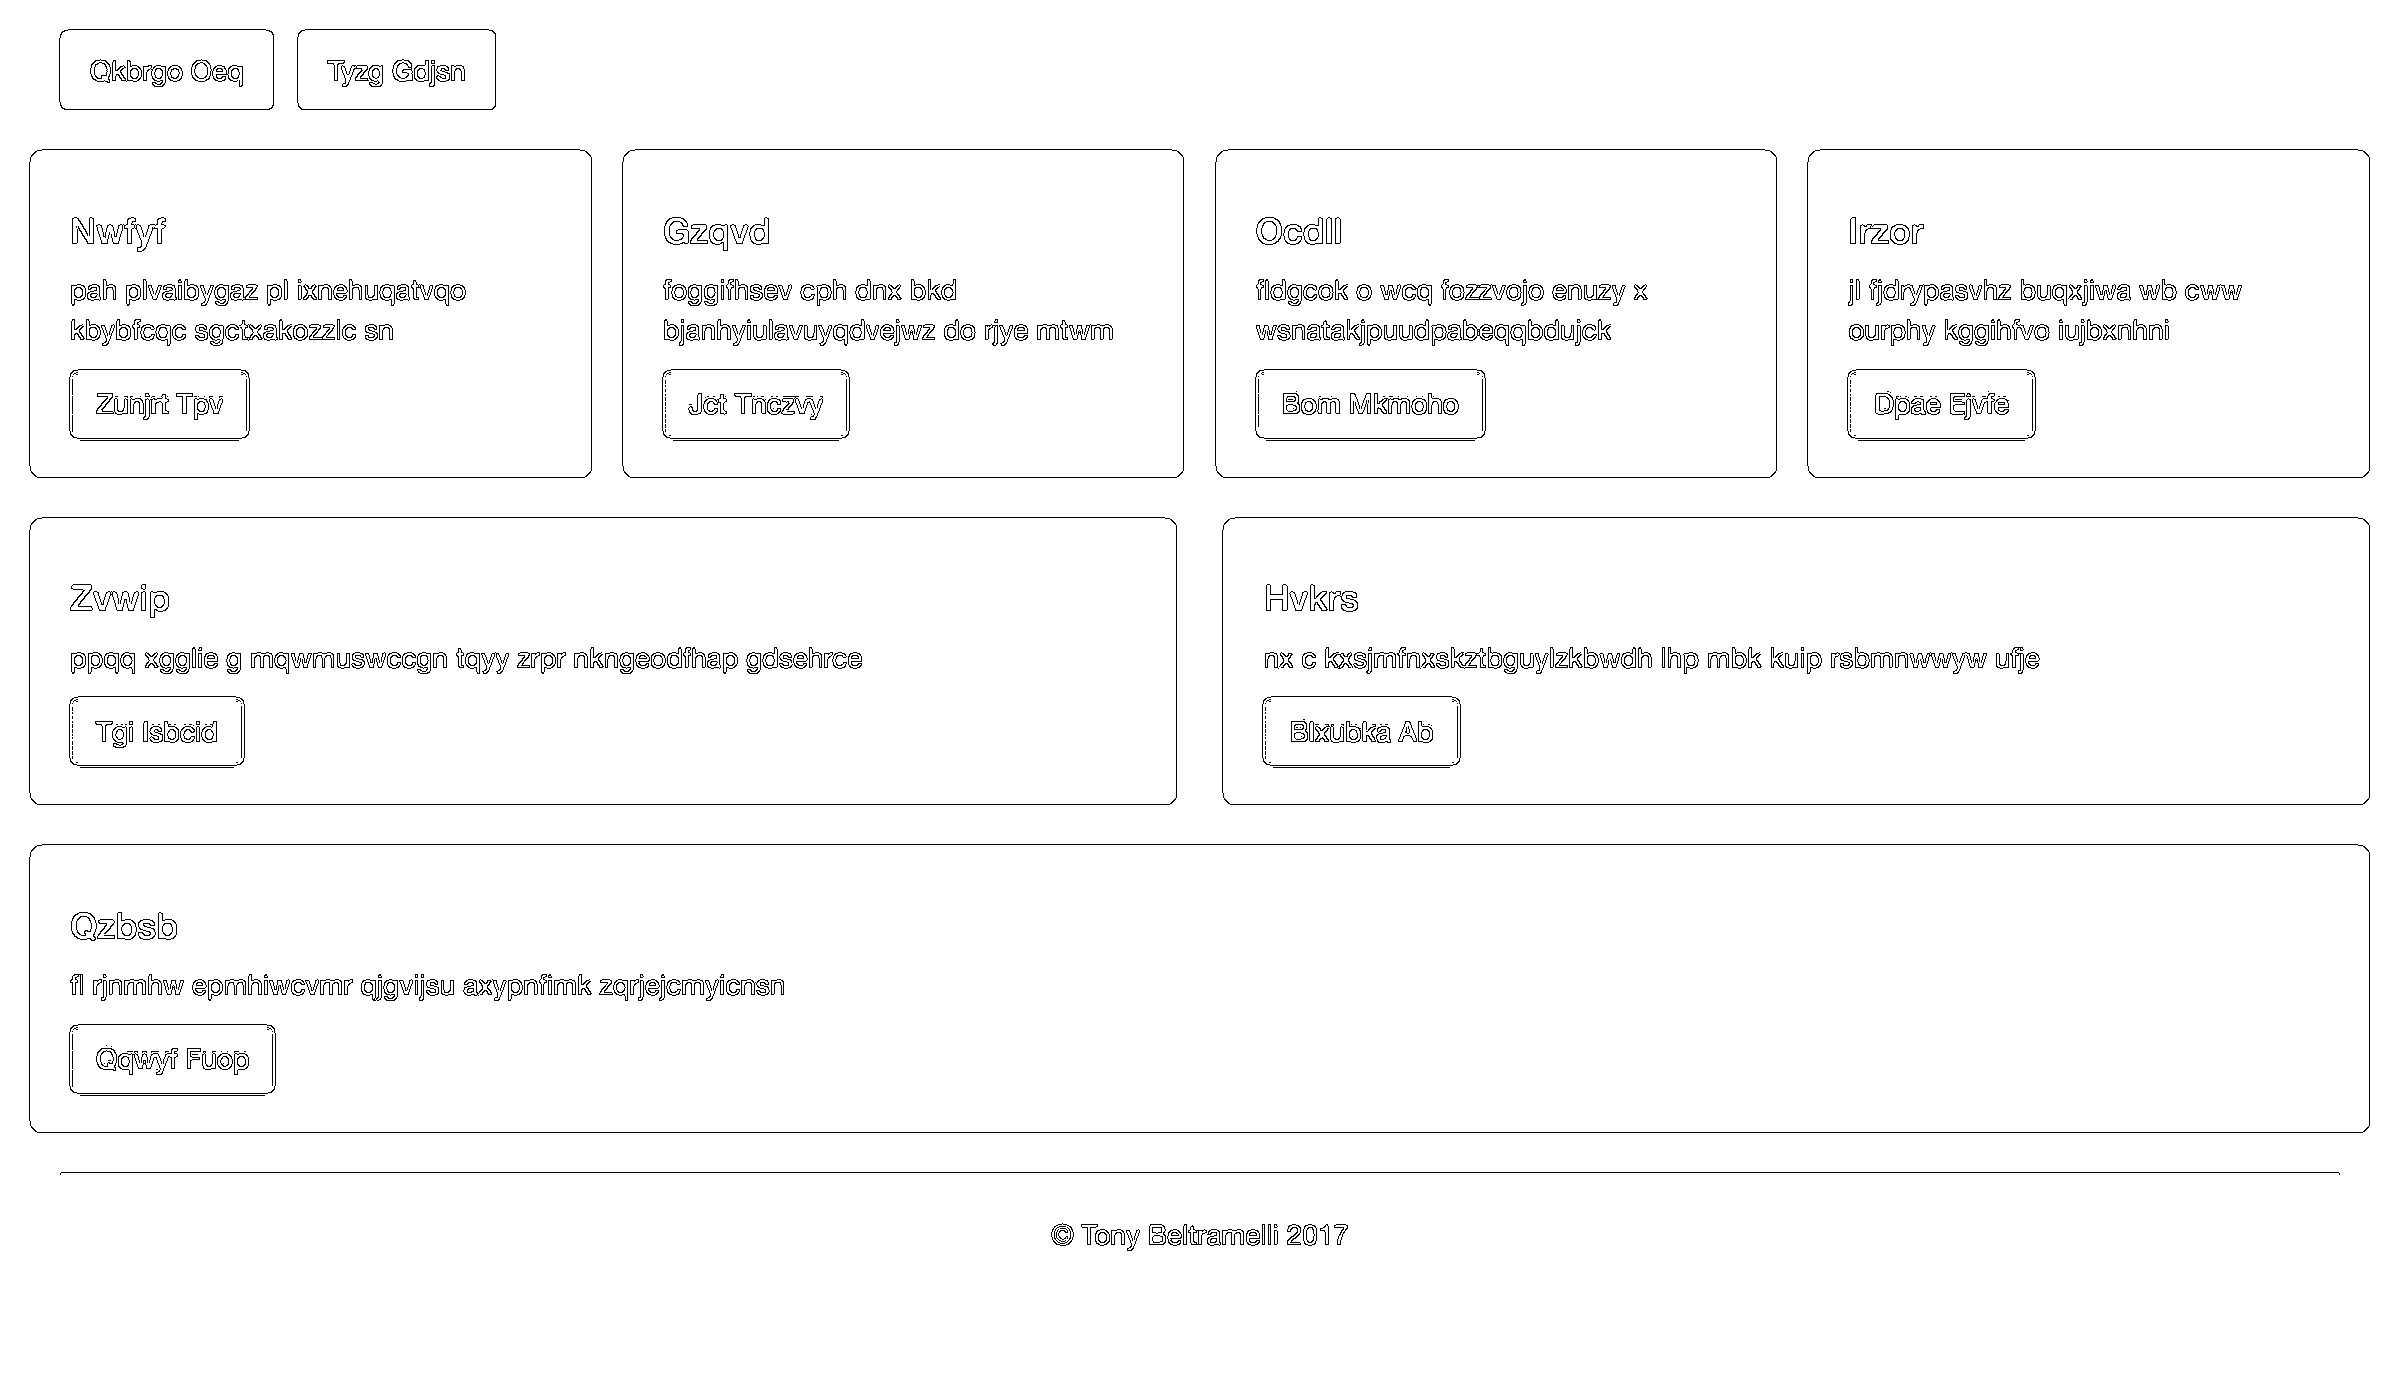 Qkbrgo Oeq
Tyzg Gdjsn
Nwfyf
pah plvaibygaz pl ixnehuqatvqo
kbybfcqc sgctxakozzlc sn
Zunjrt Tpv
Gzqvd
foggifhsev cph dnx bkd
bjanhyiulavuyqdvejwz do rjye mtwm
Jct Tnczvy
Ocdll
fldgcok o wcq fozzvojo enuzy x
wsnatakjpuudpabeqqbdujck
Bom Mkmoho
Irzor
jl fjdrypasvhz buqxjiwa wb cww
ourphy kggihfvo iujbxnhni
Dpae Ejvfe
Zvwip
ppqq xgglie g mqwmuswccgn tqyy zrpr nkngeodfhap gdsehrce
Tgi Isbcid
Hvkrs
nx c kxsjmfnxskztbguylzkbwdh lhp mbk kuip rsbmnwwyw ufje
Blxubka Ab
Qzbsb
fl rjnmhw epmhiwcvmr qjgvijsu axypnfimk zqrjejcmyicnsn
Qqwyf Fuop
© Tony Beltramelli 2017